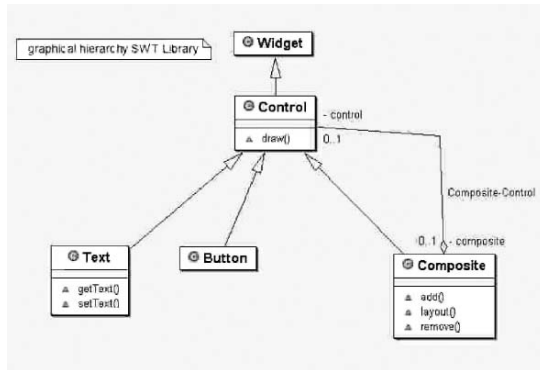 graphical hierarchy SWT Library
Widget
Control
draw()
- control
0..1
Composite-Control
0..1 - composite
Text
getText()
setText()
Button
Composite
add()
layout()
remove()